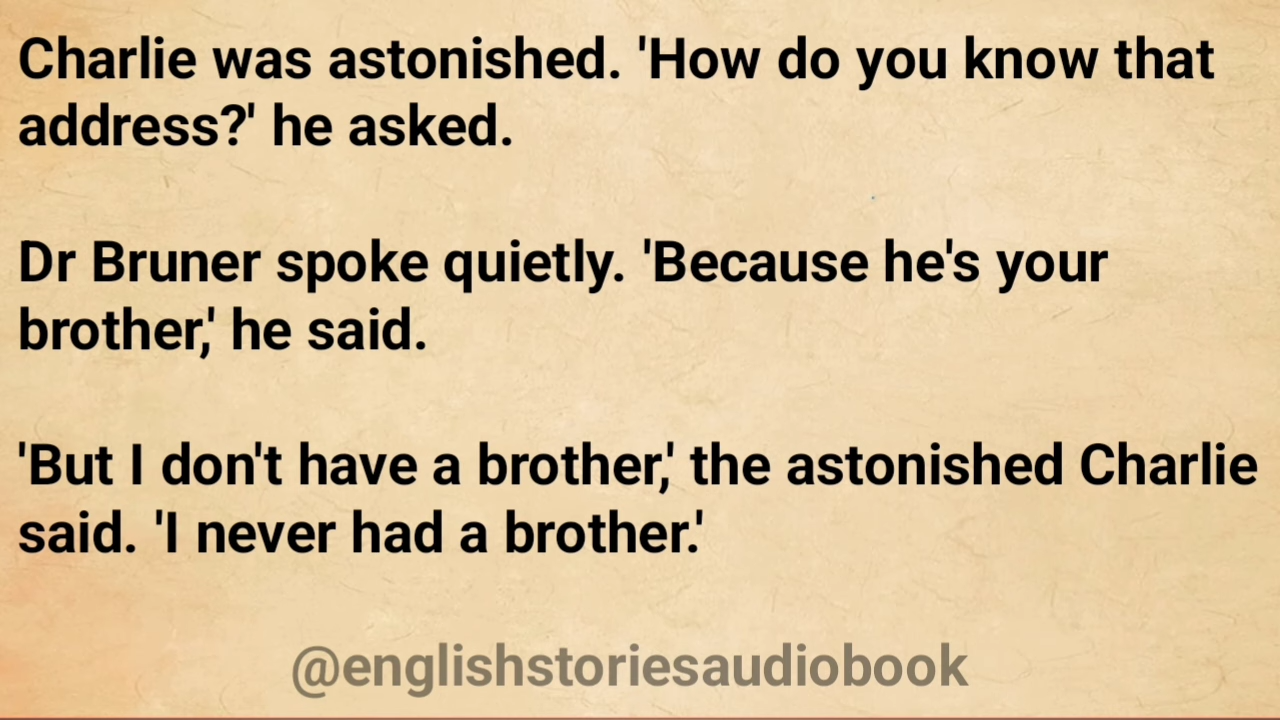 Charlie was astonished. 'How do you know that
address?' he asked.
Dr Bruner spoke quietly. 'Because he's your
brother,' he said.
'But I don't have a brother,' the astonished Charlie
said. 'I never had a brother.'
@englishstoriesaudiobook